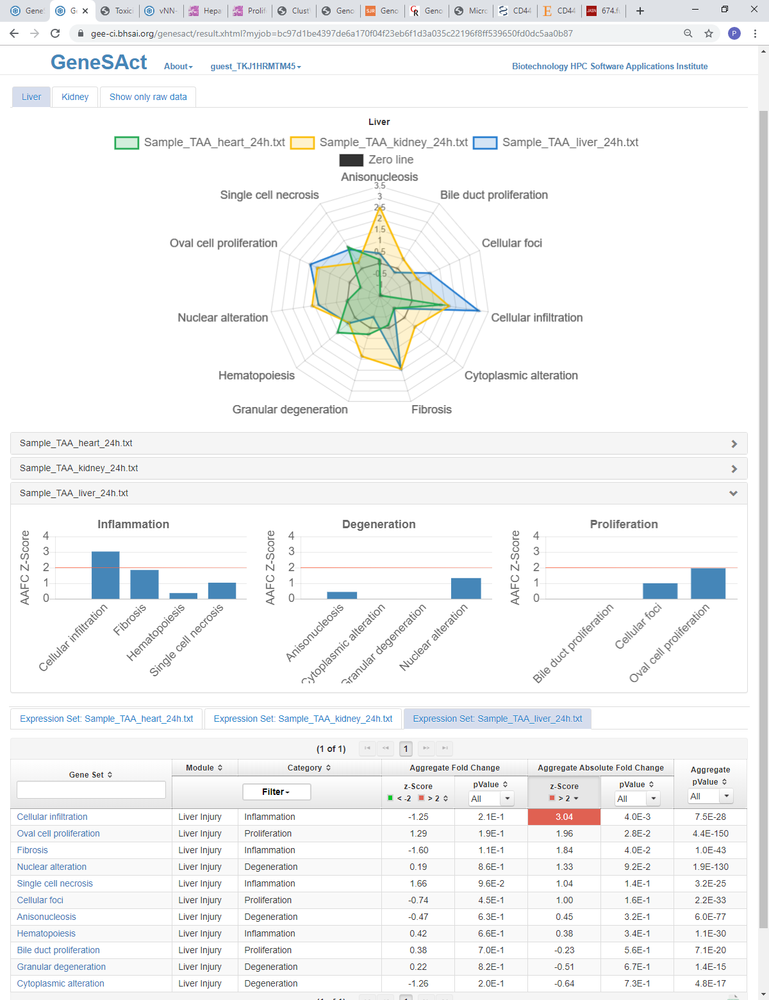 Gene
Ge
Toxici
vNN-
Hepa
Prolif
Clust
Geno
SJR Geno
CR Geno
Micro
CD44
E CD44
JASN 674.fu
gee-ci.bhsai.org/genesact/result.xhtml?myjob=bc97d1be4397de6a170f04f23eb6f1d3a035c22196f8ff539650fd0dc5aa0b87
P
GeneSAct About guest_TKJ1HRMTM45 Biotechnology HPC Software Applications Institute
Liver Kidney Show only raw data
Liver
Sample_TAA_heart_24h.txt Sample_TAA_kidney_24h.txt Sample_TAA_liver_24h.txt
Zero line
Anisonucleosis
Single cell necrosis
Bile duct proliferation
Oval cell proliferation
Cellular foci
Nuclear alteration
Cellular infiltration
Hematopoiesis
Cytoplasmic alteration
Granular degeneration
Fibrosis
3.5
3
2.5
2
1.5
1
0.5
-0.5
-1
Sample_TAA_heart_24h.txt
Sample_TAA_kidney_24h.txt
Sample_TAA_liver_24h.txt
Inflammation
AAFC Z-Score
4
3
2
1
0
Cellular infiltration
Fibrosis
Hematopoiesis
Single cell necrosis
Degeneration
AAFC Z-Score
4
3
2
1
0
Anisonucleosis
Cytoplasmic alteration
Granular degeneration
Nuclear alteration
Proliferation
AAFC Z-Score
4
3
2
1
0
Bile duct proliferation
Cellular foci
Oval cell proliferation
Expression Set: Sample_TAA_heart_24h.txt Expression Set: Sample_TAA_kidney_24h.txt Expression Set: Sample_TAA_liver_24h.txt
(1 of 1) 1
Gene Set Module Category Aggregate Fold Change Aggregate Absolute Fold Change Aggregate pValue
Filter z-Score < -2 > 2 pValue All z-Score > 2 pValue All All
Cellular infiltration Liver Injury Inflammation -1.25 2.1E-1 3.04 4.0E-3 7.5E-28
Oval cell proliferation Liver Injury Proliferation 1.29 1.9E-1 1.96 2.8E-2 4.4E-150
Fibrosis Liver Injury Inflammation -1.60 1.1E-1 1.84 4.0E-2 1.0E-43
Nuclear alteration Liver Injury Degeneration 0.19 8.6E-1 1.33 9.2E-2 1.9E-130
Single cell necrosis Liver Injury Inflammation 1.66 9.6E-2 1.04 1.4E-1 3.2E-25
Cellular foci Liver Injury Proliferation -0.74 4.5E-1 1.00 1.6E-1 2.2E-33
Anisonucleosis Liver Injury Degeneration -0.47 6.3E-1 0.45 3.2E-1 6.0E-77
Hematopoiesis Liver Injury Inflammation 0.42 6.6E-1 0.38 3.4E-1 1.1E-30
Bile duct proliferation Liver Injury Proliferation 0.38 7.0E-1 -0.23 5.6E-1 7.1E-20
Granular degeneration Liver Injury Degeneration 0.22 8.2E-1 -0.51 6.7E-1 1.4E-15
Cytoplasmic alteration Liver Injury Degeneration -1.26 2.0E-1 -0.64 7.3E-1 4.8E-17